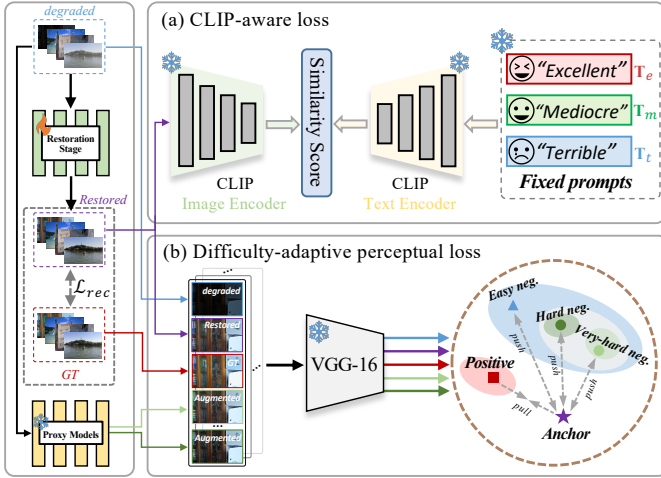 degraded
Restoration
Stage
Restored
ℒrec
GT
Proxy Models
(a) CLIP-aware loss
CLIP
Image Encoder
Similarity Score
CLIP
Text Encoder
“Excellent” Te
“Mediocre” Tm
“Terrible” Tt
Fixed prompts
(b) Difficulty-adaptive perceptual loss
...
degraded
Restored
GT
Augmented
Augmented
...
...
VGG-16
Easy neg.
Hard neg.
Very-hard neg.
push
push
push
Positive
pull
Anchor